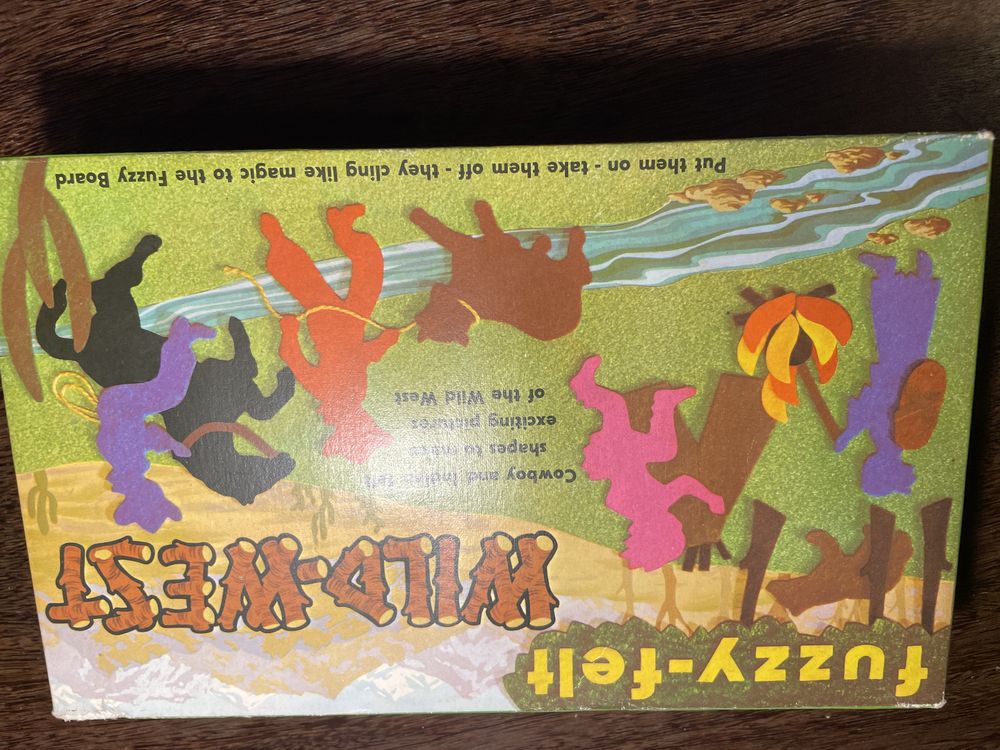 fuzzy-felt
WILD-WEST
Cowboy and Indian felt
shapes to make
exciting pictures
of the Wild West
Put them on - take them off - they cling like magic to the Fuzzy Board